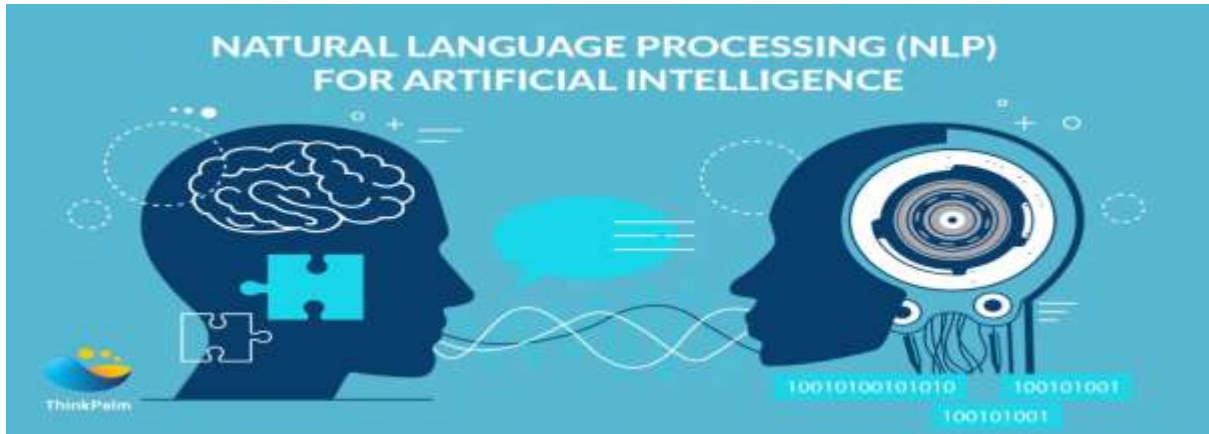 NATURAL LANGUAGE PROCESSING (NLP)
FOR ARTIFICIAL INTELLIGENCE
ThinkPalm
10010100101010
100101001
100101001